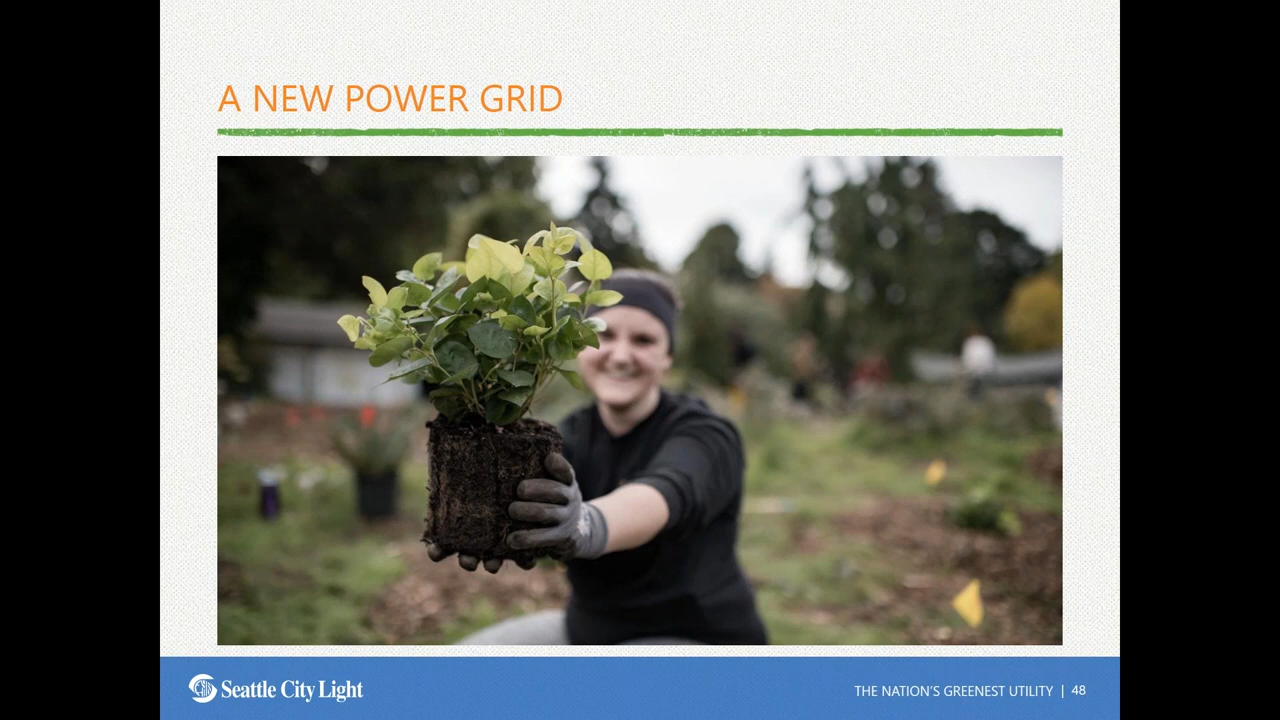 A NEW POWER GRID
Seattle City Light
THE NATION'S GREENEST UTILITY | 48